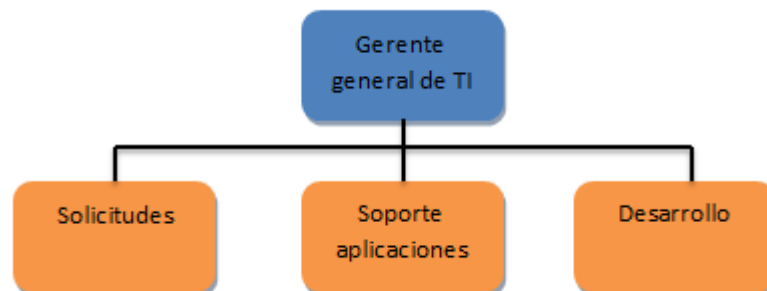 Gerente
general de TI
Solicitudes
Soporte
aplicaciones
Desarrollo